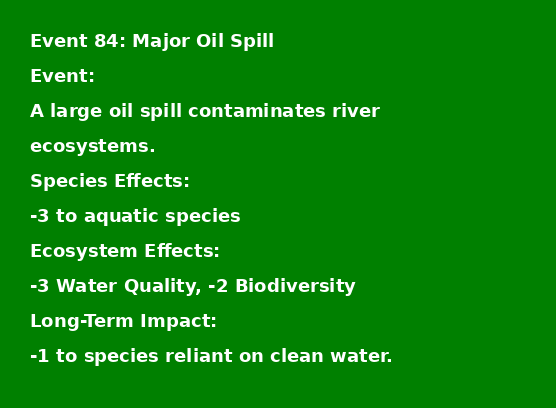 Event 84: Major Oil Spill
Event:
A large oil spill contaminates river
ecosystems.
Species Effects:
-3 to aquatic species
Ecosystem Effects:
-3 Water Quality, -2 Biodiversity
Long-Term Impact:
-1 to species reliant on clean water.